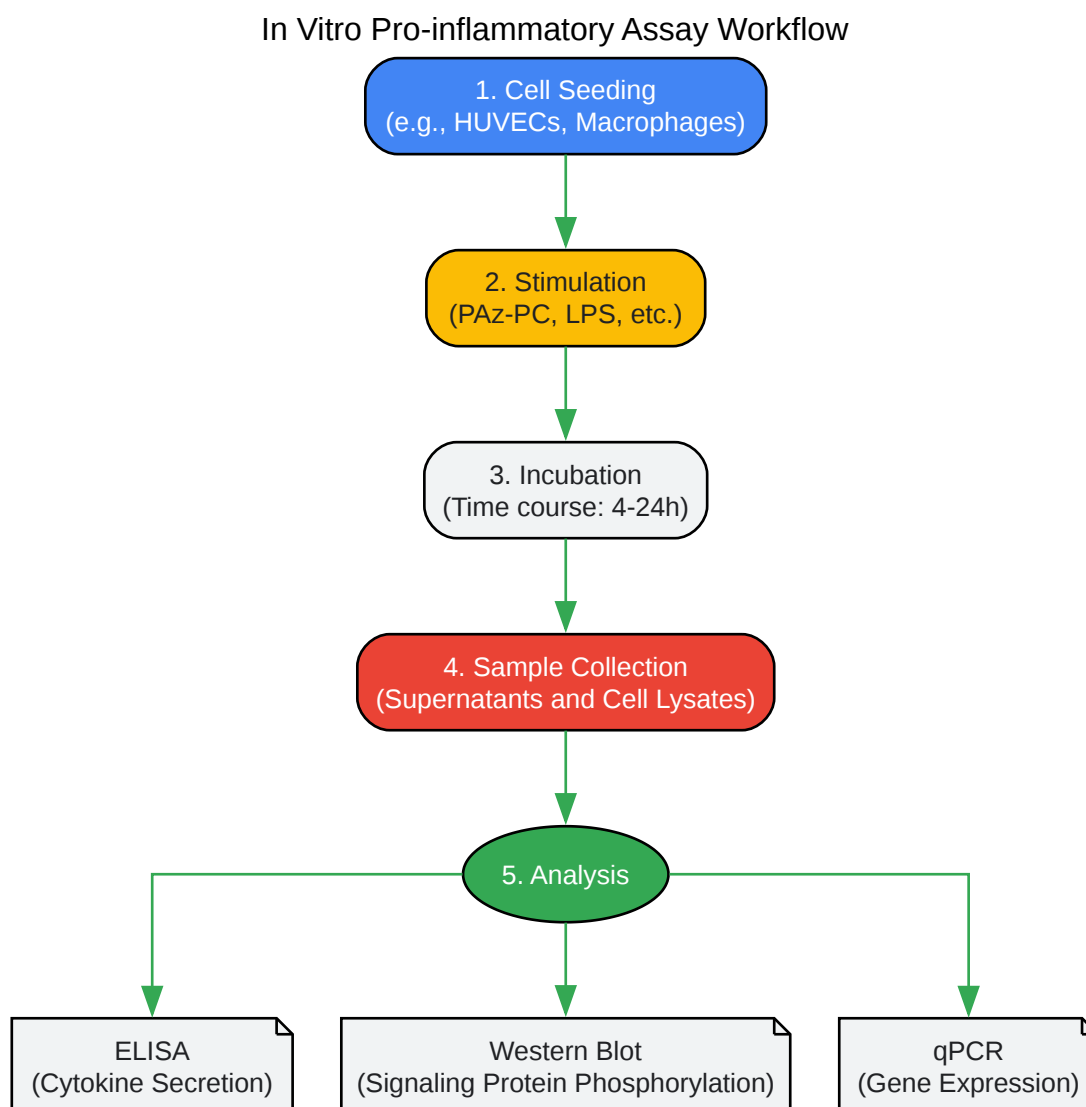 In Vitro Pro-inflammatory Assay Workflow
1. Cell Seeding
(e.g., HUVECs, Macrophages)
2. Stimulation
(PAz-PC, LPS, etc.)
3. Incubation
(Time course: 4-24h)
4. Sample Collection
(Supernatants and Cell Lysates)
5. Analysis
ELISA
(Cytokine Secretion)
Western Blot
(Signaling Protein Phosphorylation)
qPCR
(Gene Expression)